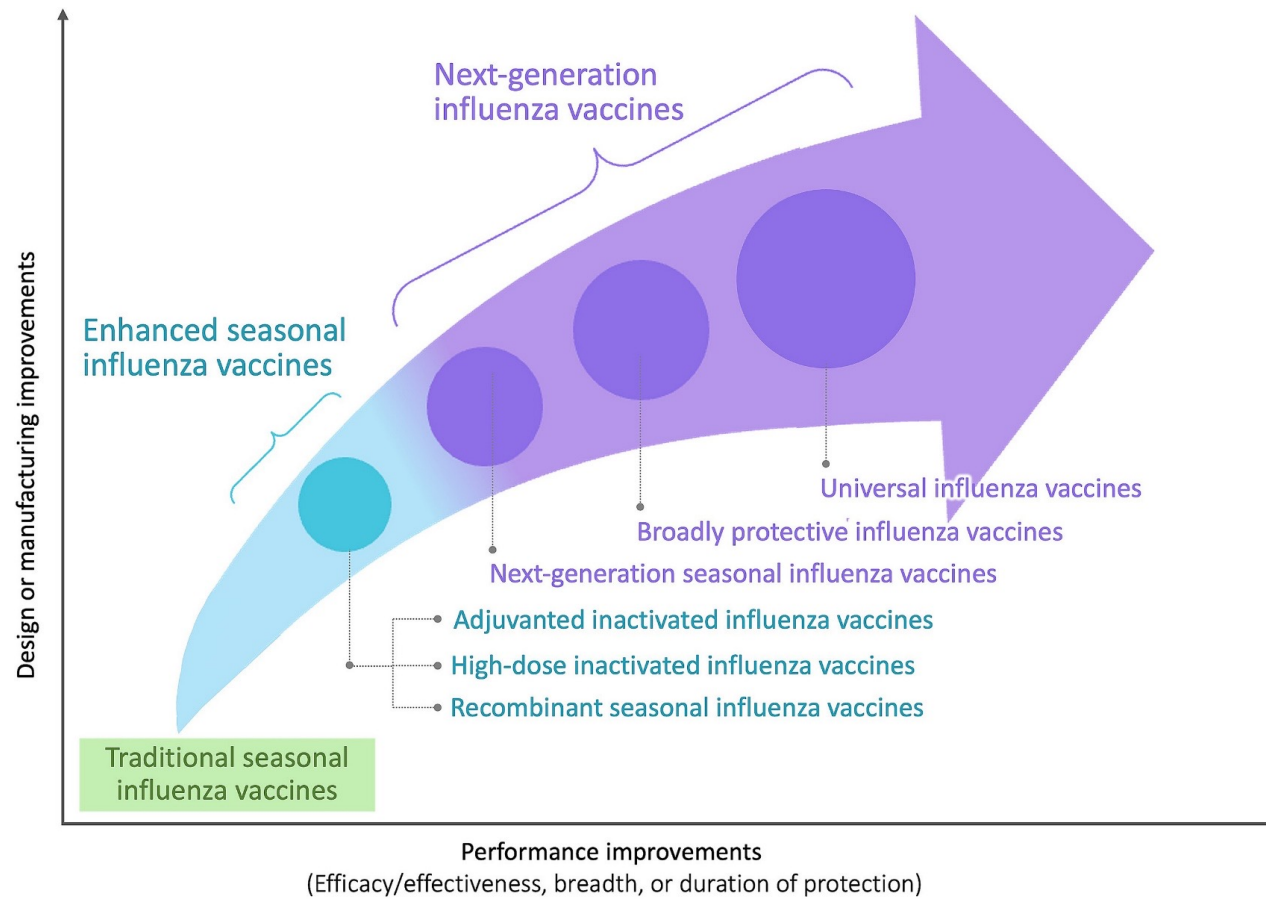 Next-generation
influenza vaccines
Enhanced seasonal
influenza vaccines
Design or manufacturing improvements
Universal influenza vaccines
Broadly protective influenza vaccines
Next-generation seasonal influenza vaccines
Adjuvanted inactivated influenza vaccines
High-dose inactivated influenza vaccines
Recombinant seasonal influenza vaccines
Traditional seasonal
influenza vaccines
Performance improvements
(Efficacy/effectiveness, breadth, or duration of protection)